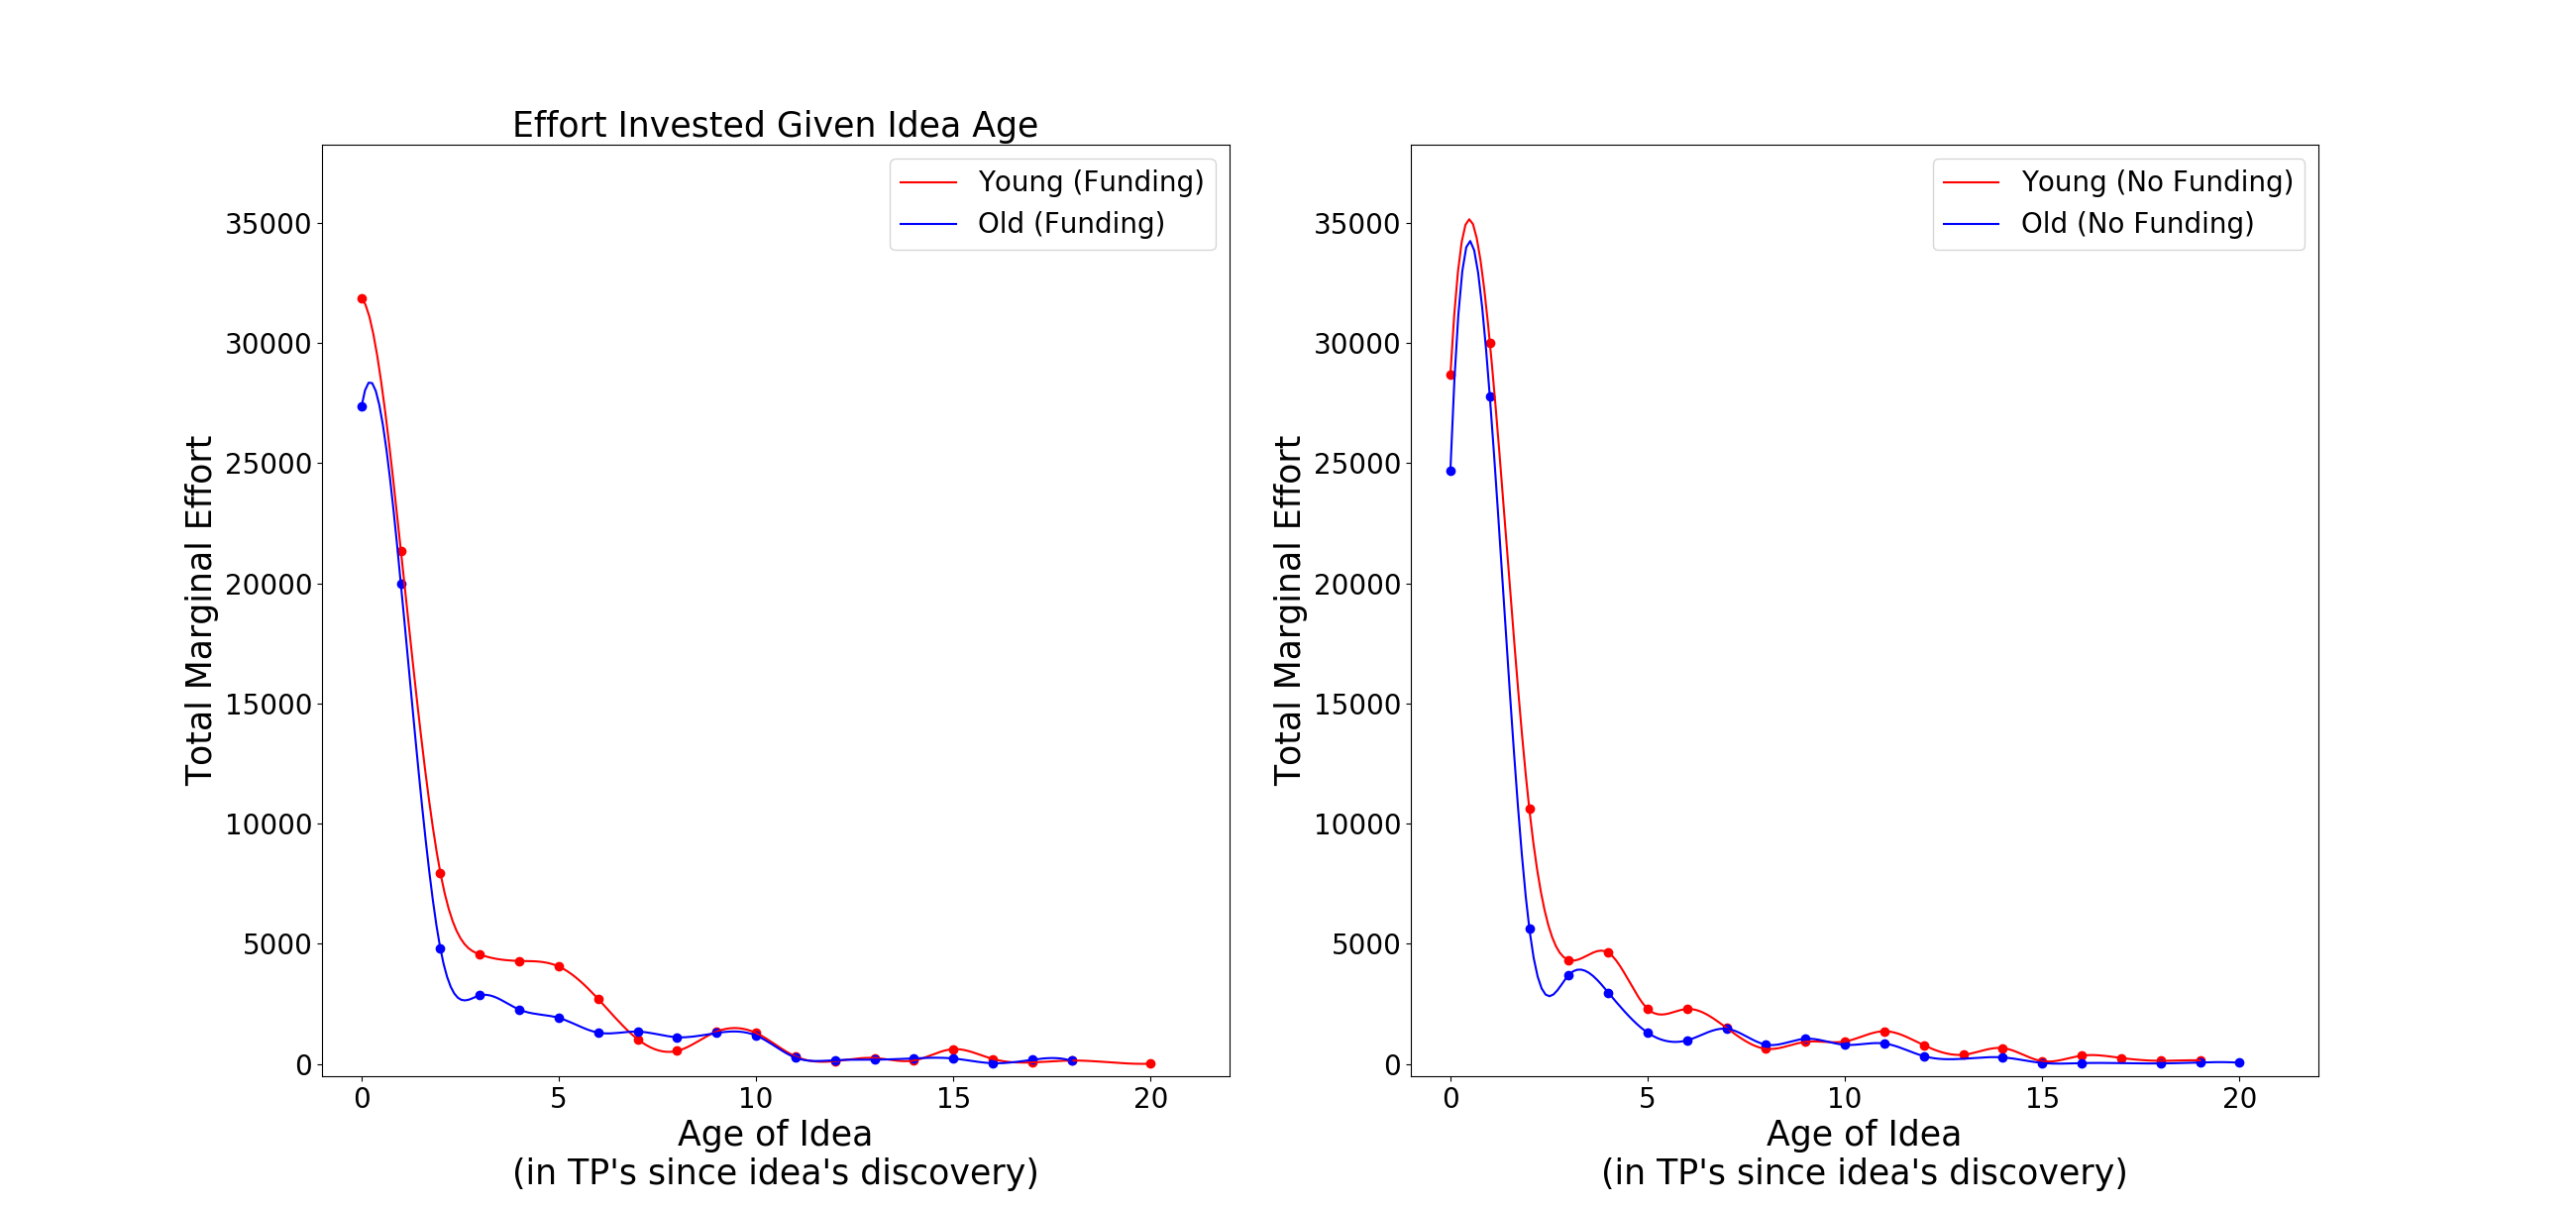 Effort Invested Given Idea Age
Young (Funding)
Old (Funding)
35000
30000
25000
20000
15000
10000
5000
0
Total Marginal Effort
0 5 10 15 20
Age of Idea
(in TP's since idea's discovery)
Young (No Funding)
Old (No Funding)
35000
30000
25000
20000
15000
10000
5000
0
Total Marginal Effort
0 5 10 15 20
Age of Idea
(in TP's since idea's discovery)